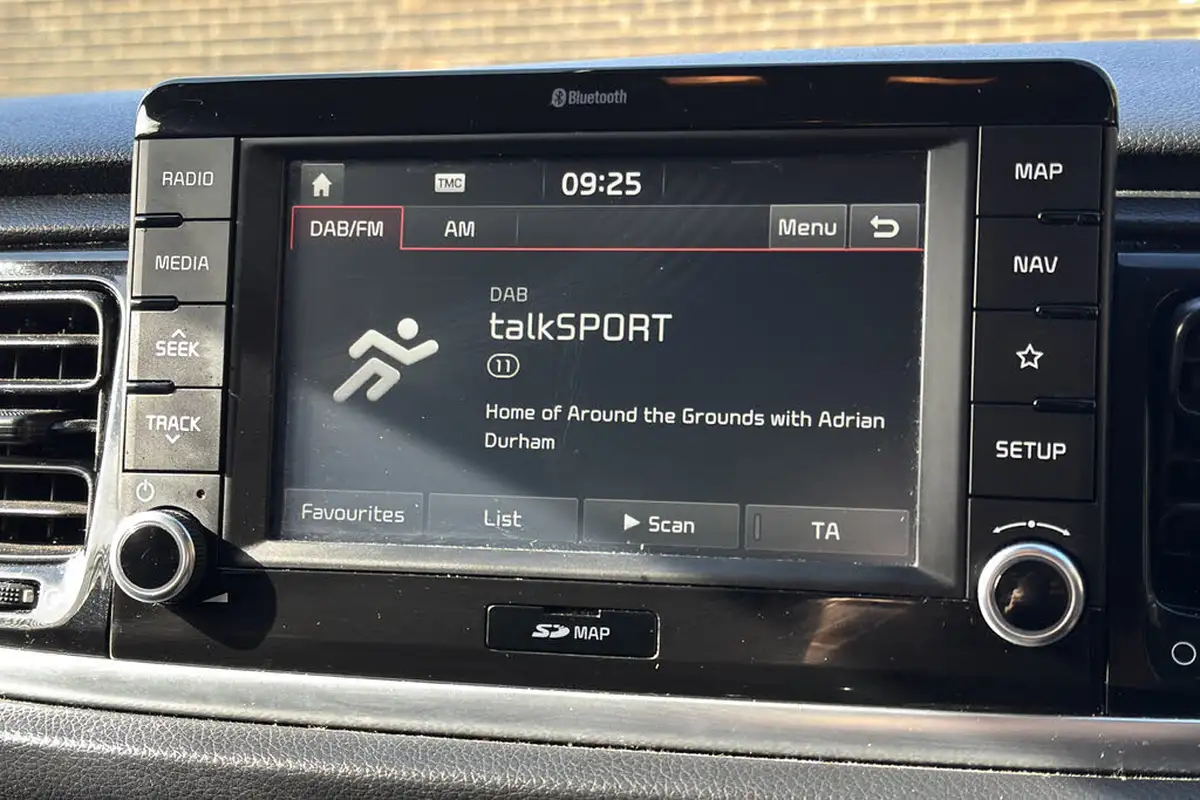 Bluetooth
RADIO
MEDIA
SEEK
TRACK
TMC
09:25
DAB/FM
AM
Menu
DAB
talkSPORT
11
Home of Around the Grounds with Adrian
Durham
Favourites
List
Scan
TA
MAP
NAV
SETUP
SD MAP